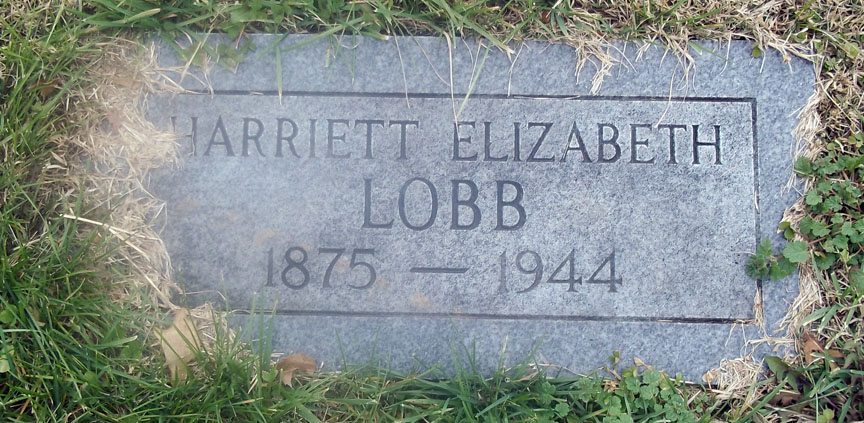 HARRIETT ELIZABETH
LOBB
1875 — 1944